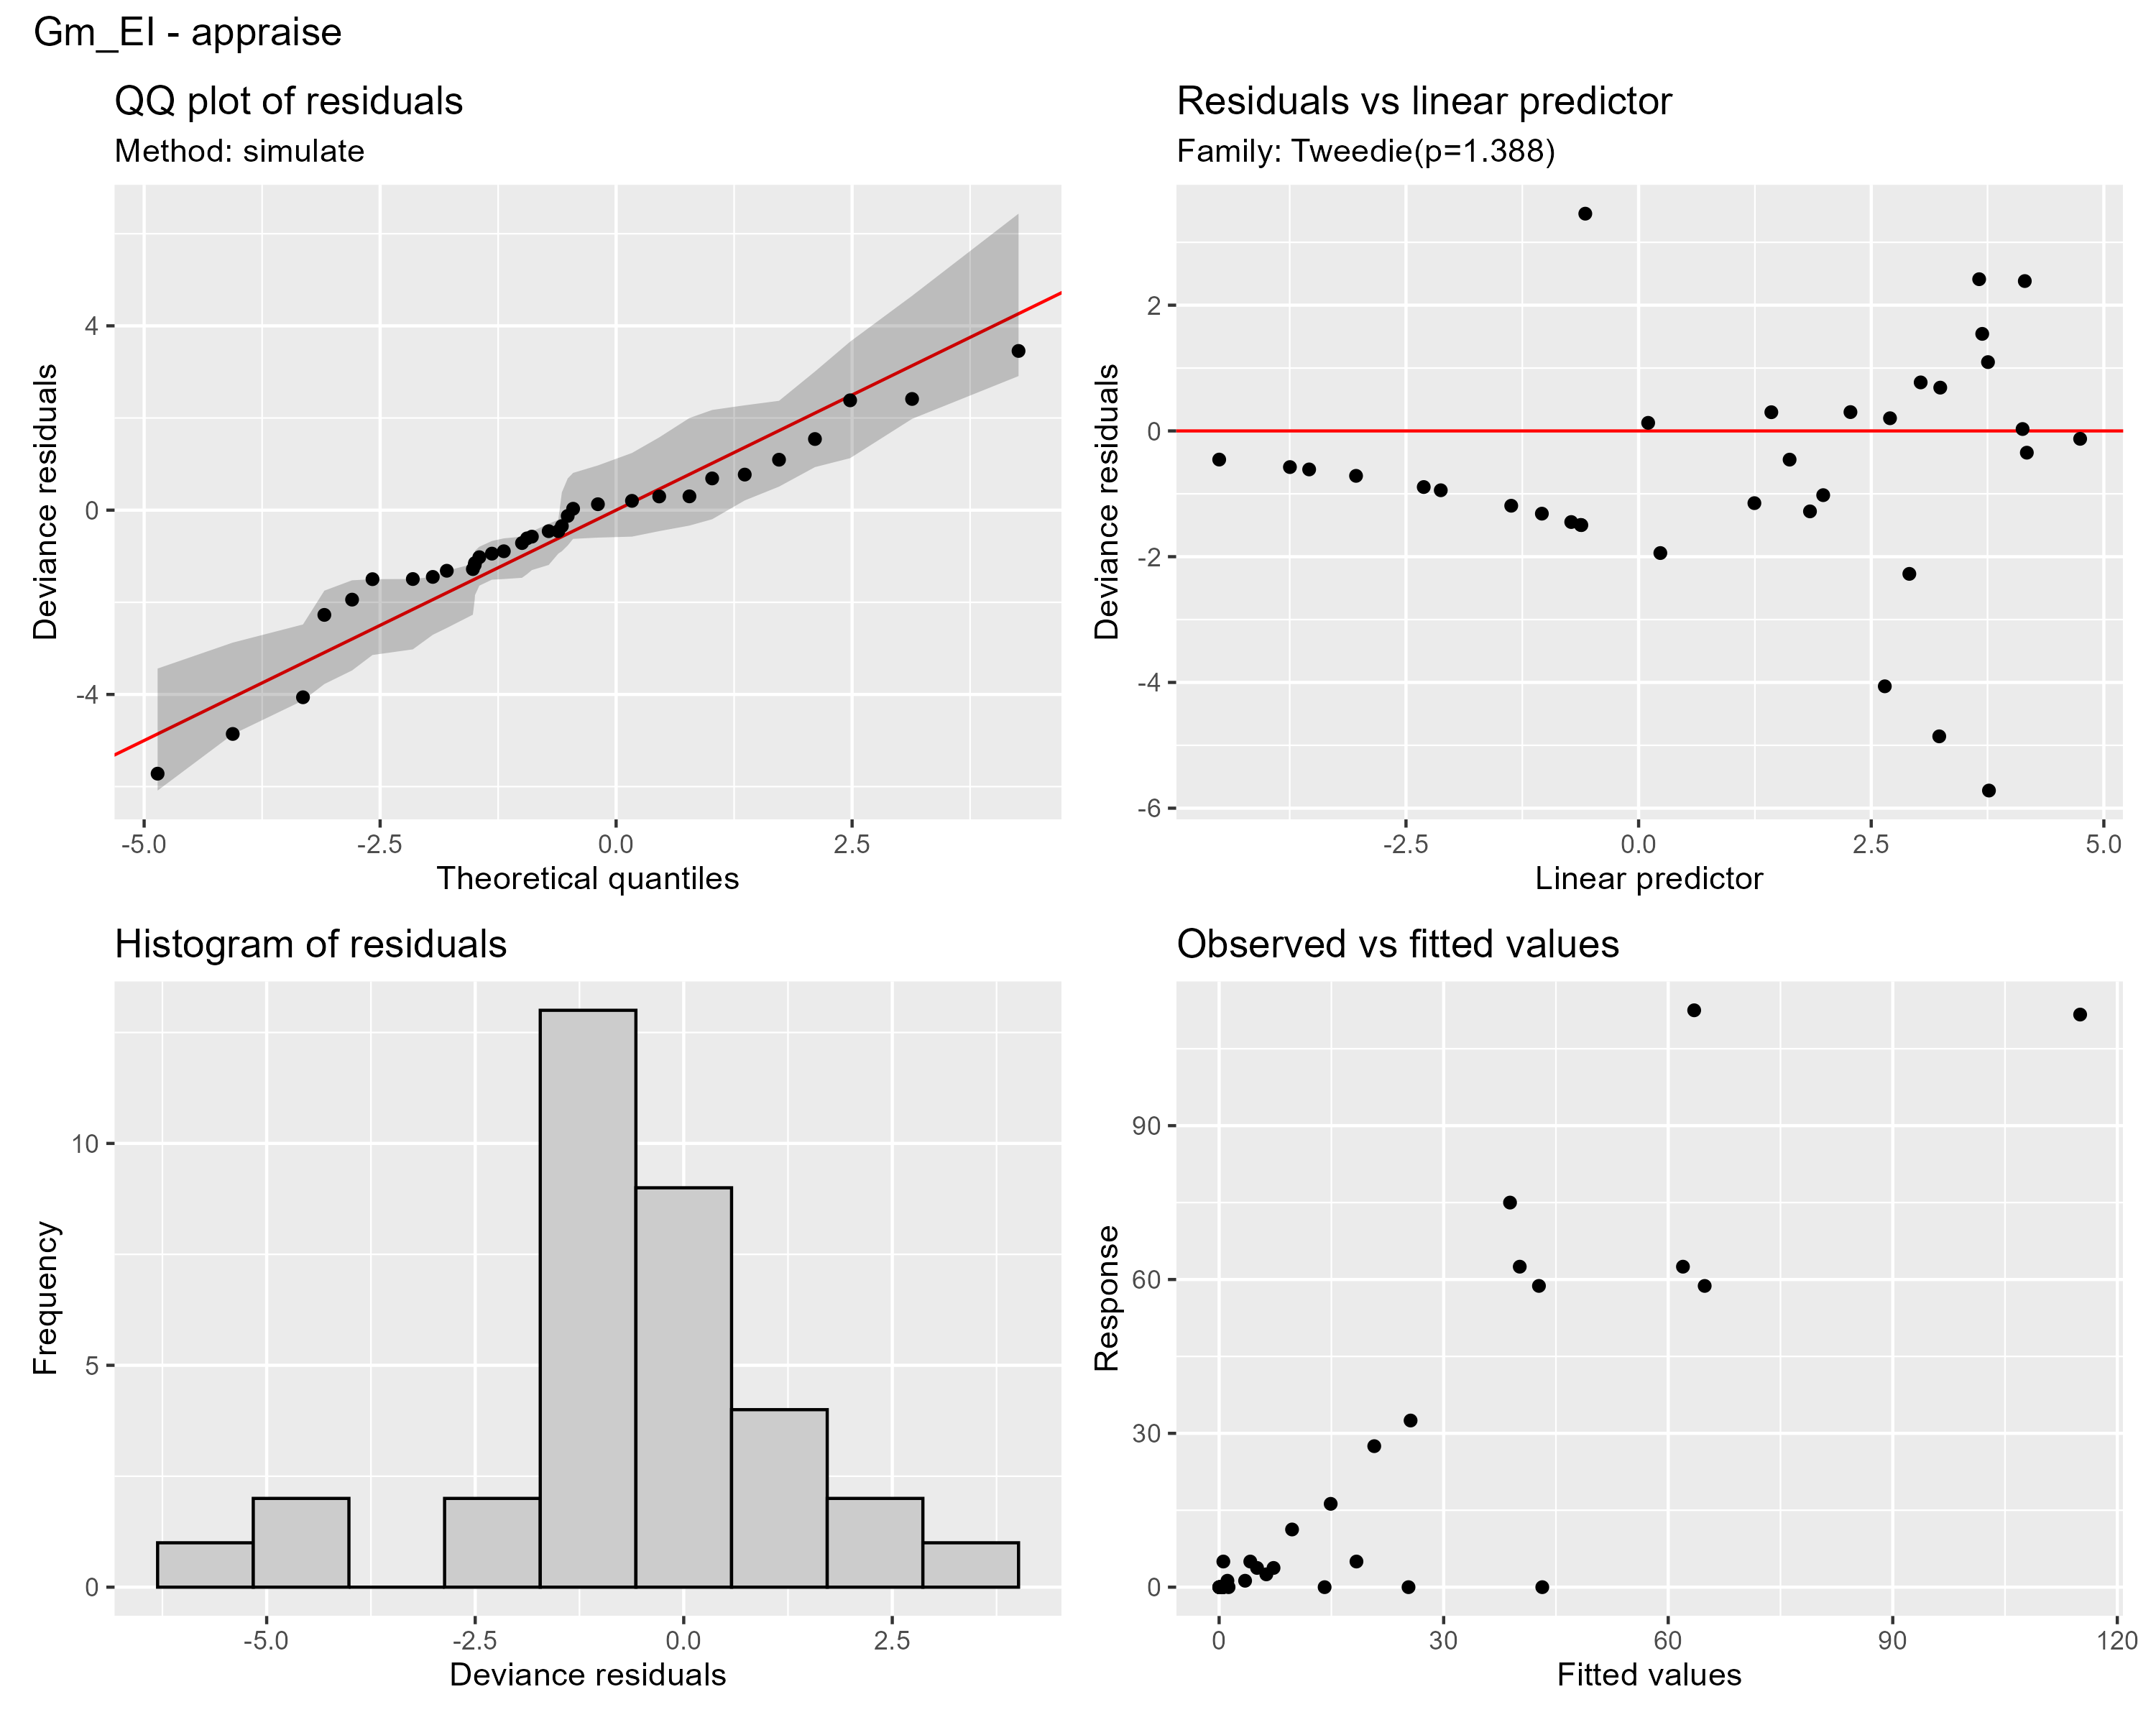 Gm_EI - appraise
QQ plot of residuals
Method: simulate
Deviance residuals
4
0
-4
-5.0
-2.5
0.0
2.5
Theoretical quantiles
Residuals vs linear predictor
Family: Tweedie(p=1.388)
Deviance residuals
2
0
-2
-4
-6
-2.5
0.0
2.5
5.0
Linear predictor
Histogram of residuals
Frequency
10
5
0
-5.0
-2.5
0.0
2.5
Deviance residuals
Observed vs fitted values
Response
90
60
30
0
0
30
60
90
120
Fitted values